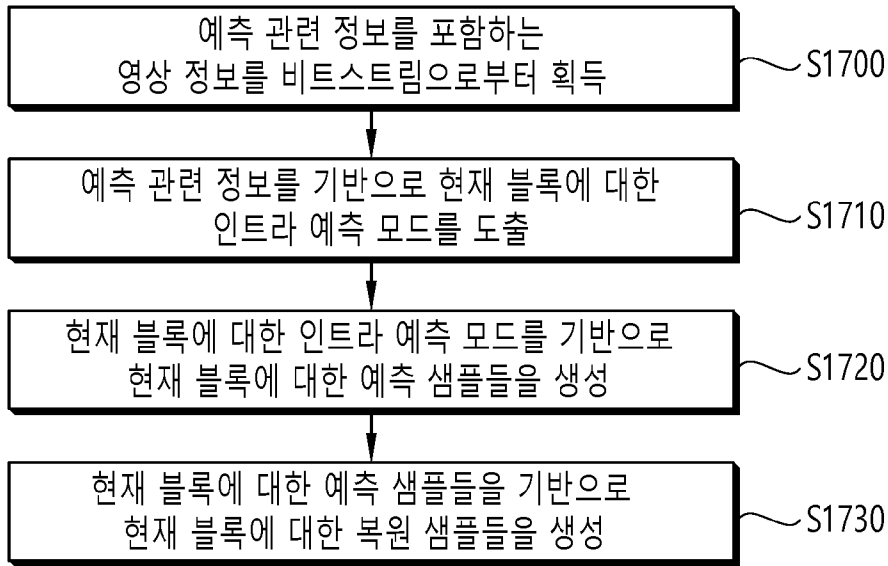 예측 관련 정보를 포함하는
영상 정보를 비트스트림으로부터 획득
S1700
예측 관련 정보를 기반으로 현재 블록에 대한
인트라 예측 모드를 도출
S1710
현재 블록에 대한 인트라 예측 모드를 기반으로
현재 블록에 대한 예측 샘플들을 생성
S1720
현재 블록에 대한 예측 샘플들을 기반으로
현재 블록에 대한 복원 샘플들을 생성
S1730